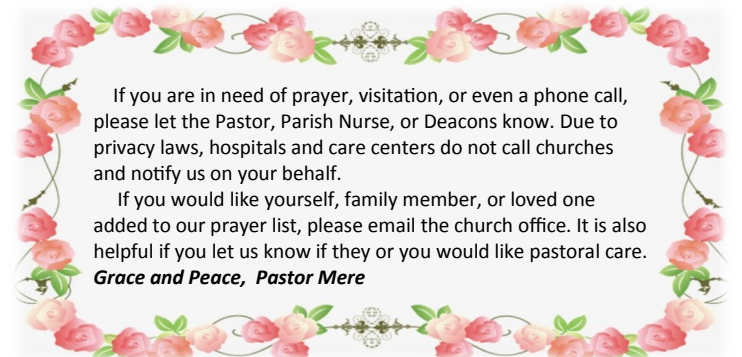 If you are in need of prayer, visitation, or even a phone call,
please let the Pastor, Parish Nurse, or Deacons know. Due to
privacy laws, hospitals and care centers do not call churches
and notify us on your behalf.
If you would like yourself, family member, or loved one
added to our prayer list, please email the church office. It is also
helpful if you let us know if they or you would like pastoral care.
Grace and Peace, Pastor Mere